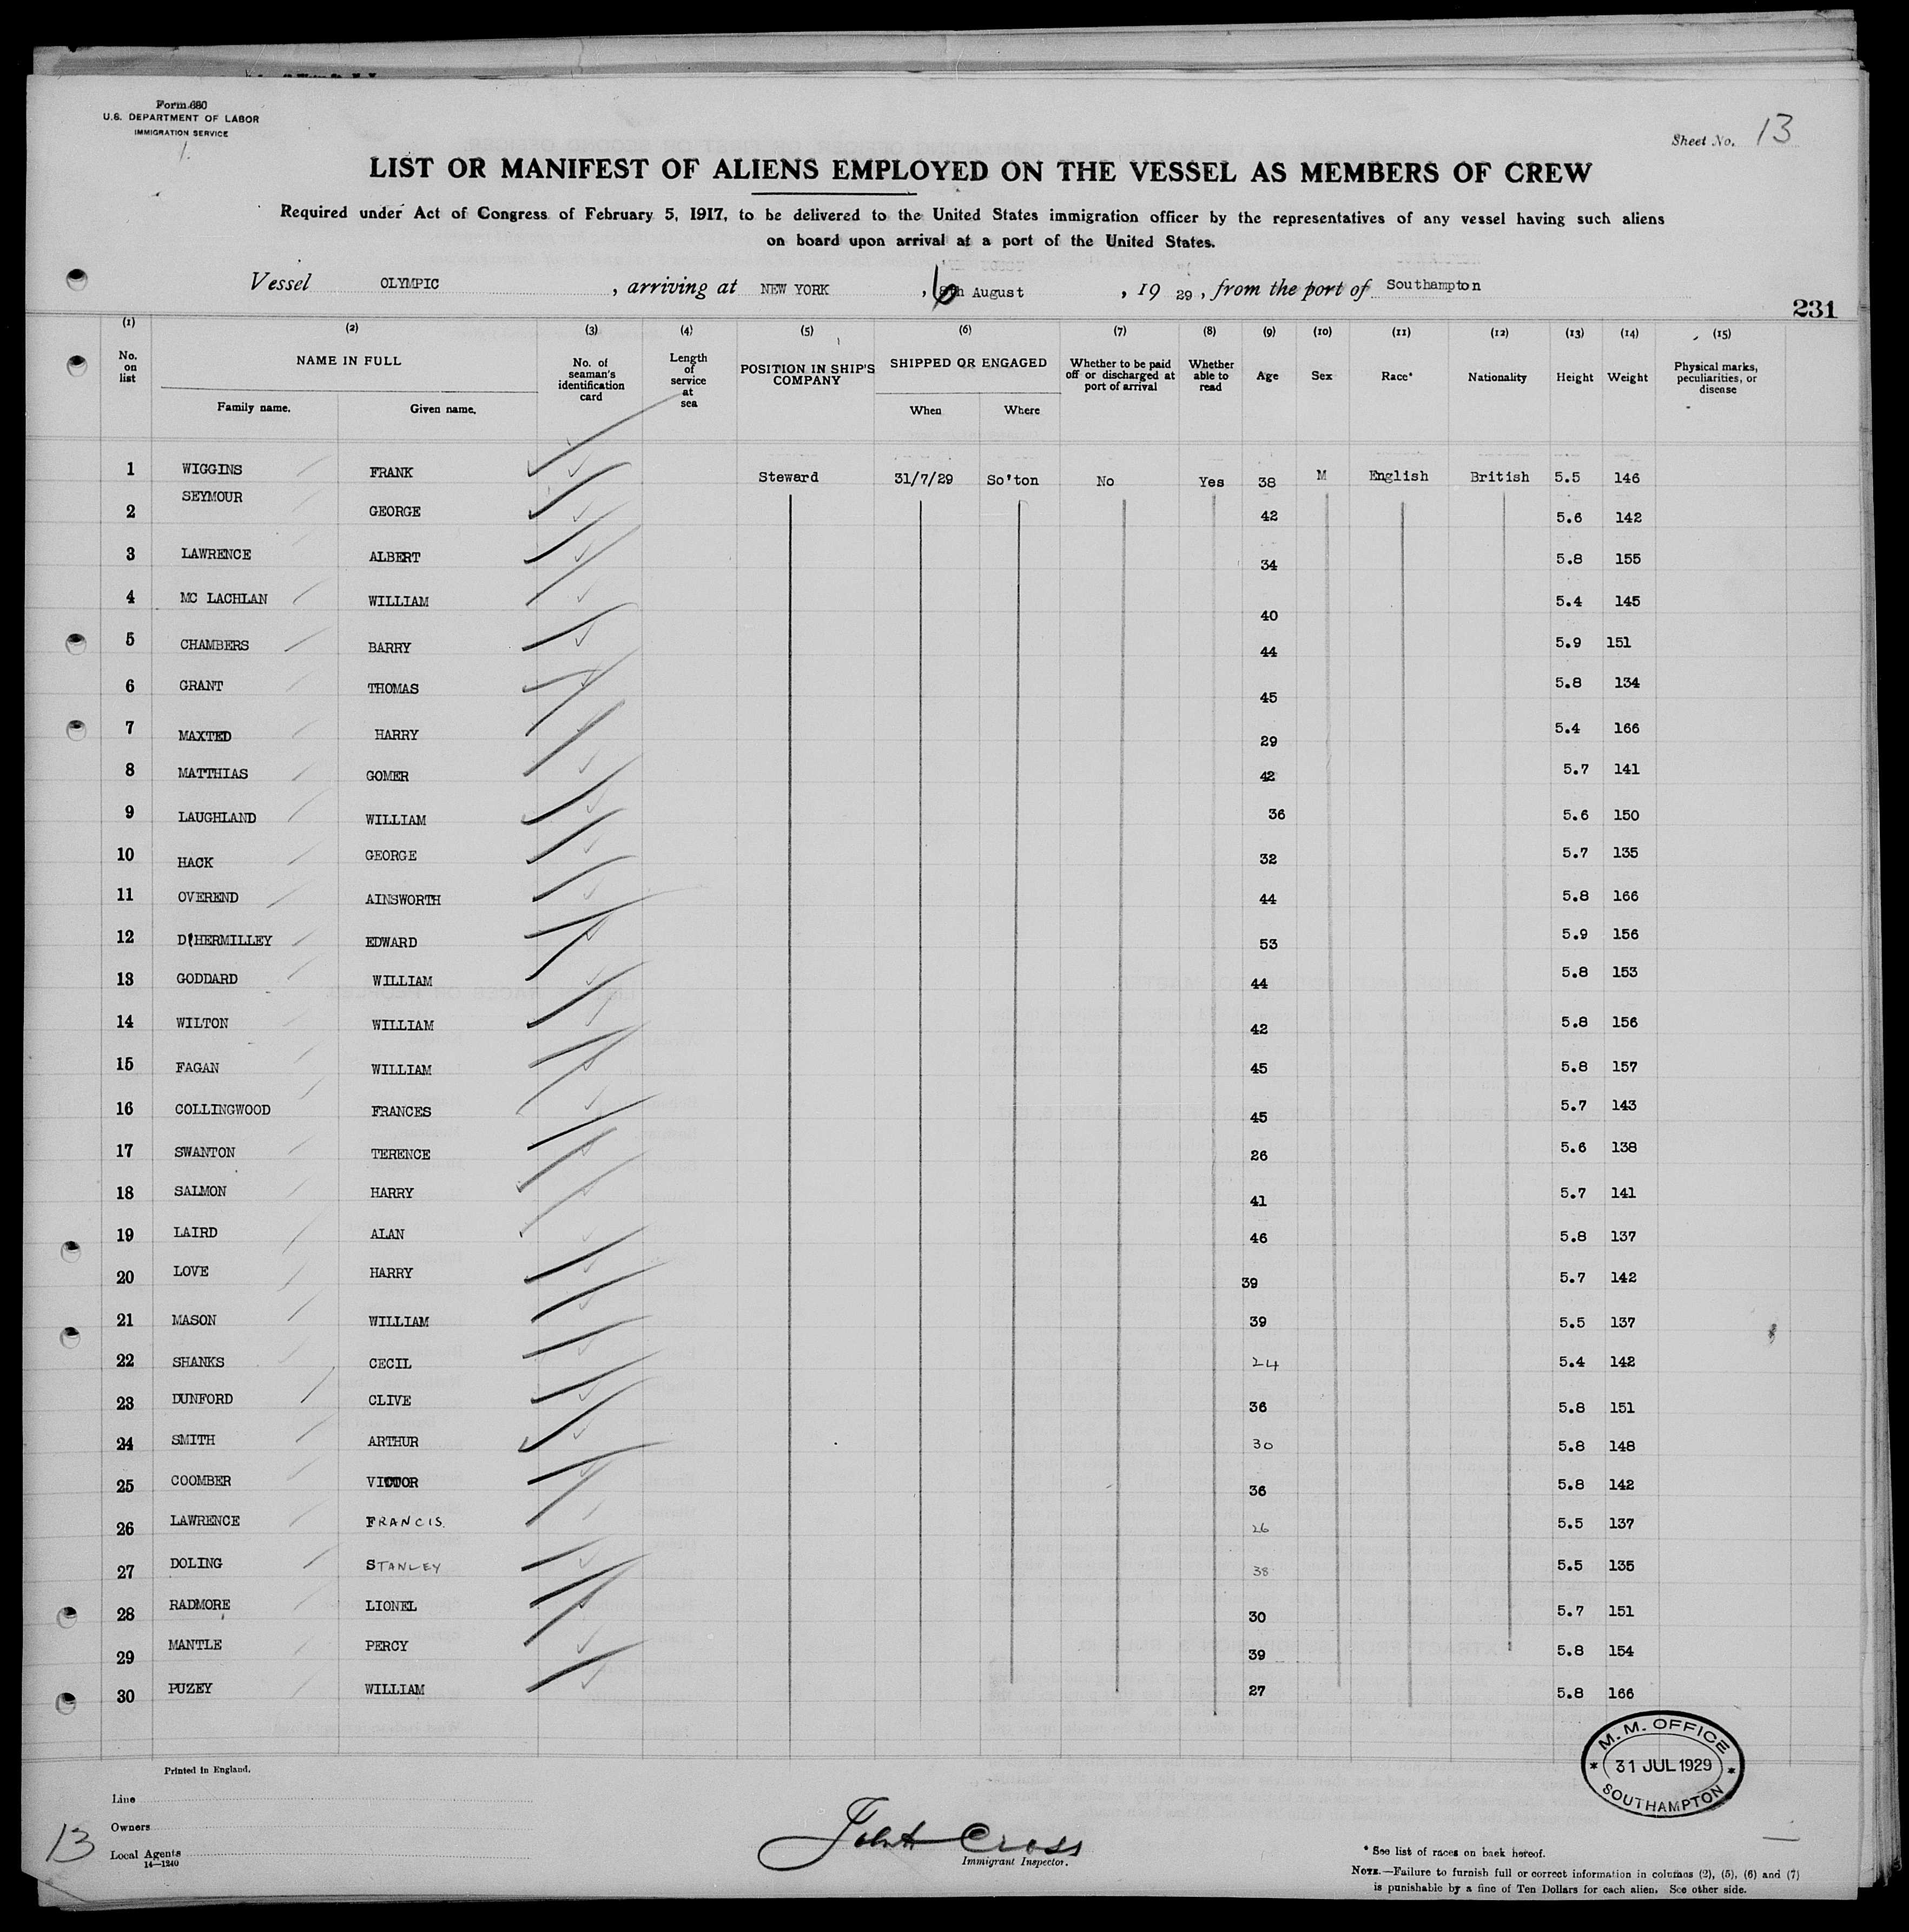 Form 680
U.S. DEPARTMENT OF LABOR
IMMIGRATION SERVICE
1.
Sheet No. 13
LIST OR MANIFEST OF ALIENS EMPLOYED ON THE VESSEL AS MEMBERS OF CREW
Required under Act of Congress of February 5, 1917, to be delivered to the United States immigration officer by the representatives of any vessel having such aliens
on board upon arrival at a port of the United States.
Vessel OLYMPIC , arriving at NEW YORK , 6 August , 19 29 , from the port of Southampton
231
(1) (2) (3) (4) (5) (6) (7) (8) (9) (10) (11) (12) (13) (14) (15)
No. on list NAME IN FULL Family name. Given name. No. of seaman's identification card Length of service at sea POSITION IN SHIP'S COMPANY SHIPPED OR ENGAGED When Where Whether to be paid off or discharged at port of arrival Whether able to read Age Sex Race* Nationality Height Weight Physical marks, peculiarities, or disease
1 WIGGINS FRANK Steward 31/7/29 So'ton No Yes 38 M English British 5.5 146
2 SEYMOUR GEORGE 42 5.6 142
3 LAWRENCE ALBERT 34 5.8 155
4 MC LACHLAN WILLIAM 40 5.4 145
5 CHAMBERS BARRY 44 5.9 151
6 GRANT THOMAS 45 5.8 134
7 MAXTED HARRY 29 5.4 166
8 MATTHIAS GOMER 42 5.7 141
9 LAUGHLAND WILLIAM 36 5.6 150
10 HACK GEORGE 32 5.7 135
11 OVEREND AINSWORTH 44 5.8 166
12 D'HERMILLEY EDWARD 53 5.9 156
13 GODDARD WILLIAM 44 5.8 153
14 WILTON WILLIAM 42 5.8 156
15 FAGAN WILLIAM 45 5.8 157
16 COLLINGWOOD FRANCES 45 5.7 143
17 SWANTON TERENCE 26 5.6 138
18 SALMON HARRY 41 5.7 141
19 LAIRD ALAN 46 5.8 137
20 LOVE HARRY 39 5.7 142
21 MASON WILLIAM 39 5.5 137
22 SHANKS CECIL 24 5.4 142
23 DUNFORD CLIVE 36 5.8 151
24 SMITH ARTHUR 30 5.8 148
25 COOMBER VICTOR 36 5.8 142
26 LAWRENCE FRANCIS. 26 5.5 137
27 DOLING STANLEY 38 5.5 135
28 RADMORE LIONEL 30 5.7 151
29 MANTLE PERCY 39 5.8 154
30 PUZEY WILLIAM 27 5.8 166
M. M. OFFICE
* 31 JUL 1929 *
SOUTHAMPTON
Printed in England.
Line
Owners
Local Agents
14—1240
13
John Cross
Immigrant Inspector.
* See list of races on back hereof.
NOTE.—Failure to furnish full or correct information in columns (2), (5), (6) and (7)
is punishable by a fine of Ten Dollars for each alien. See other side.